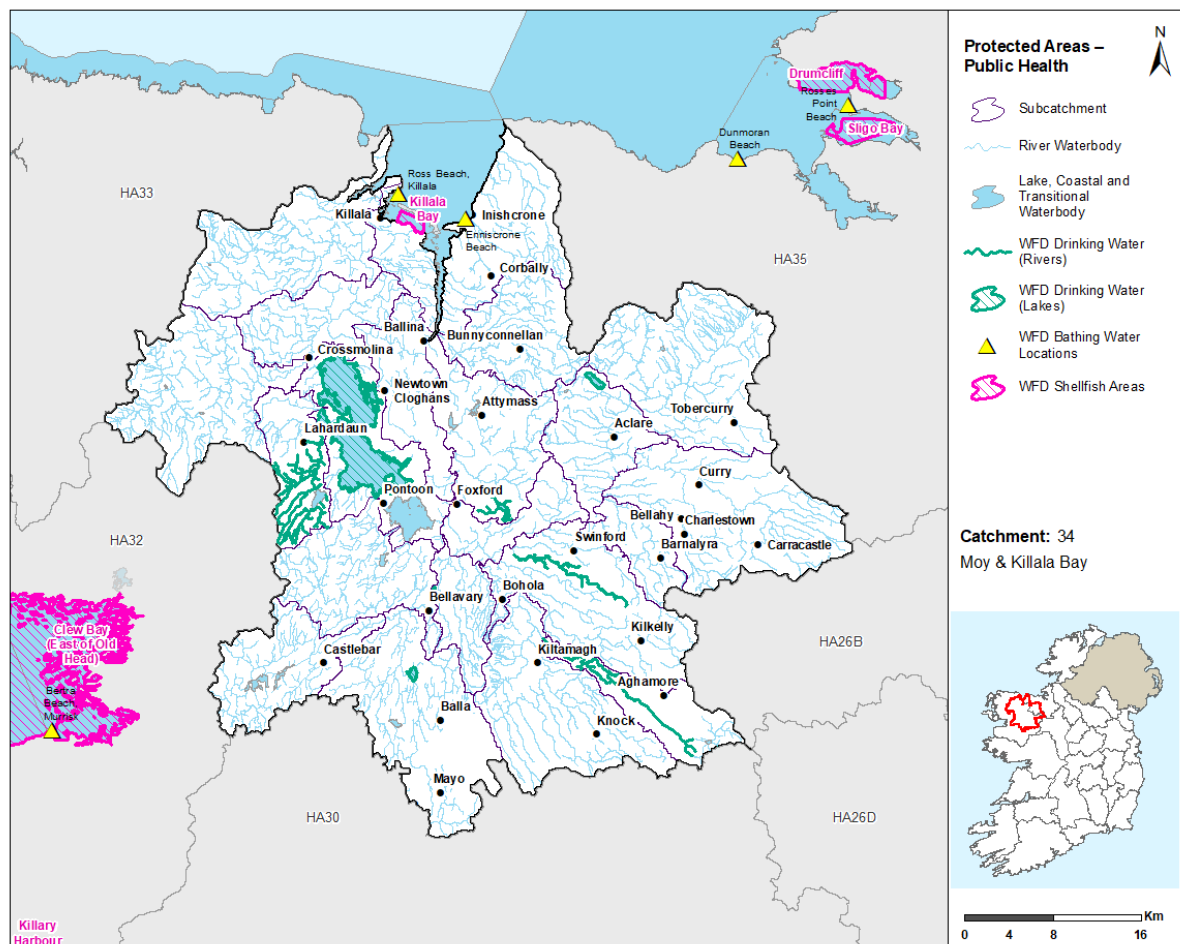 Drumcliff
Rosses
Point
Beach
Sligo Bay
Dunmoran
Beach
HA33
Ross Beach,
Killala
Killala
Bay
Killala
Inishcrone
Enniscrone
Beach
HA35
Corbally
Ballina
Bunnyconnellan
Crossmolina
Newtown
Cloghans
Attymass
Tobercurry
Aclare
Lahardaun
Curry
Pontoon
Foxford
Bellahy
Charlestown
Swinford
Barnalyra
Carracastle
HA32
Bohola
Bellavary
Clew Bay
(East of Old
Head)
Kilkelly
HA26B
Castlebar
Kiltamagh
Aghamore
Bertra
Beach,
Murrisk
Balla
Knock
Mayo
HA30
HA26D
Killary
Harbour
Protected Areas –
Public Health
N
Subcatchment
River Waterbody
Lake, Coastal and
Transitional
Waterbody
WFD Drinking Water
(Rivers)
WFD Drinking Water
(Lakes)
WFD Bathing Water
Locations
WFD Shellfish Areas
Catchment: 34
Moy & Killala Bay
Km
0 4 8 16